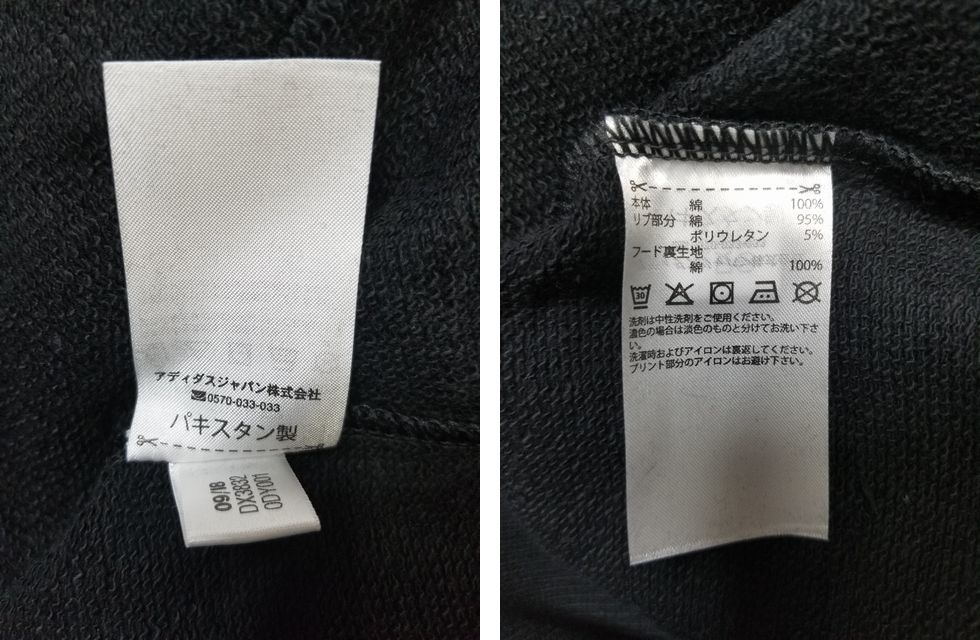 アディダスジャパン株式会社
0570-033-033
パキスタン製
09/18
DX3832
0DY001
本体 綿 100%
リブ部分 綿 95%
ポリウレタン 5%
フード裏生地
綿 100%
30
洗剤は中性洗剤をご使用ください。
濃色の場合は淡色のものと分けてお洗い下さ
い。
洗濯時およびアイロンは裏返してください。
プリント部分のアイロンはお避け下さい。